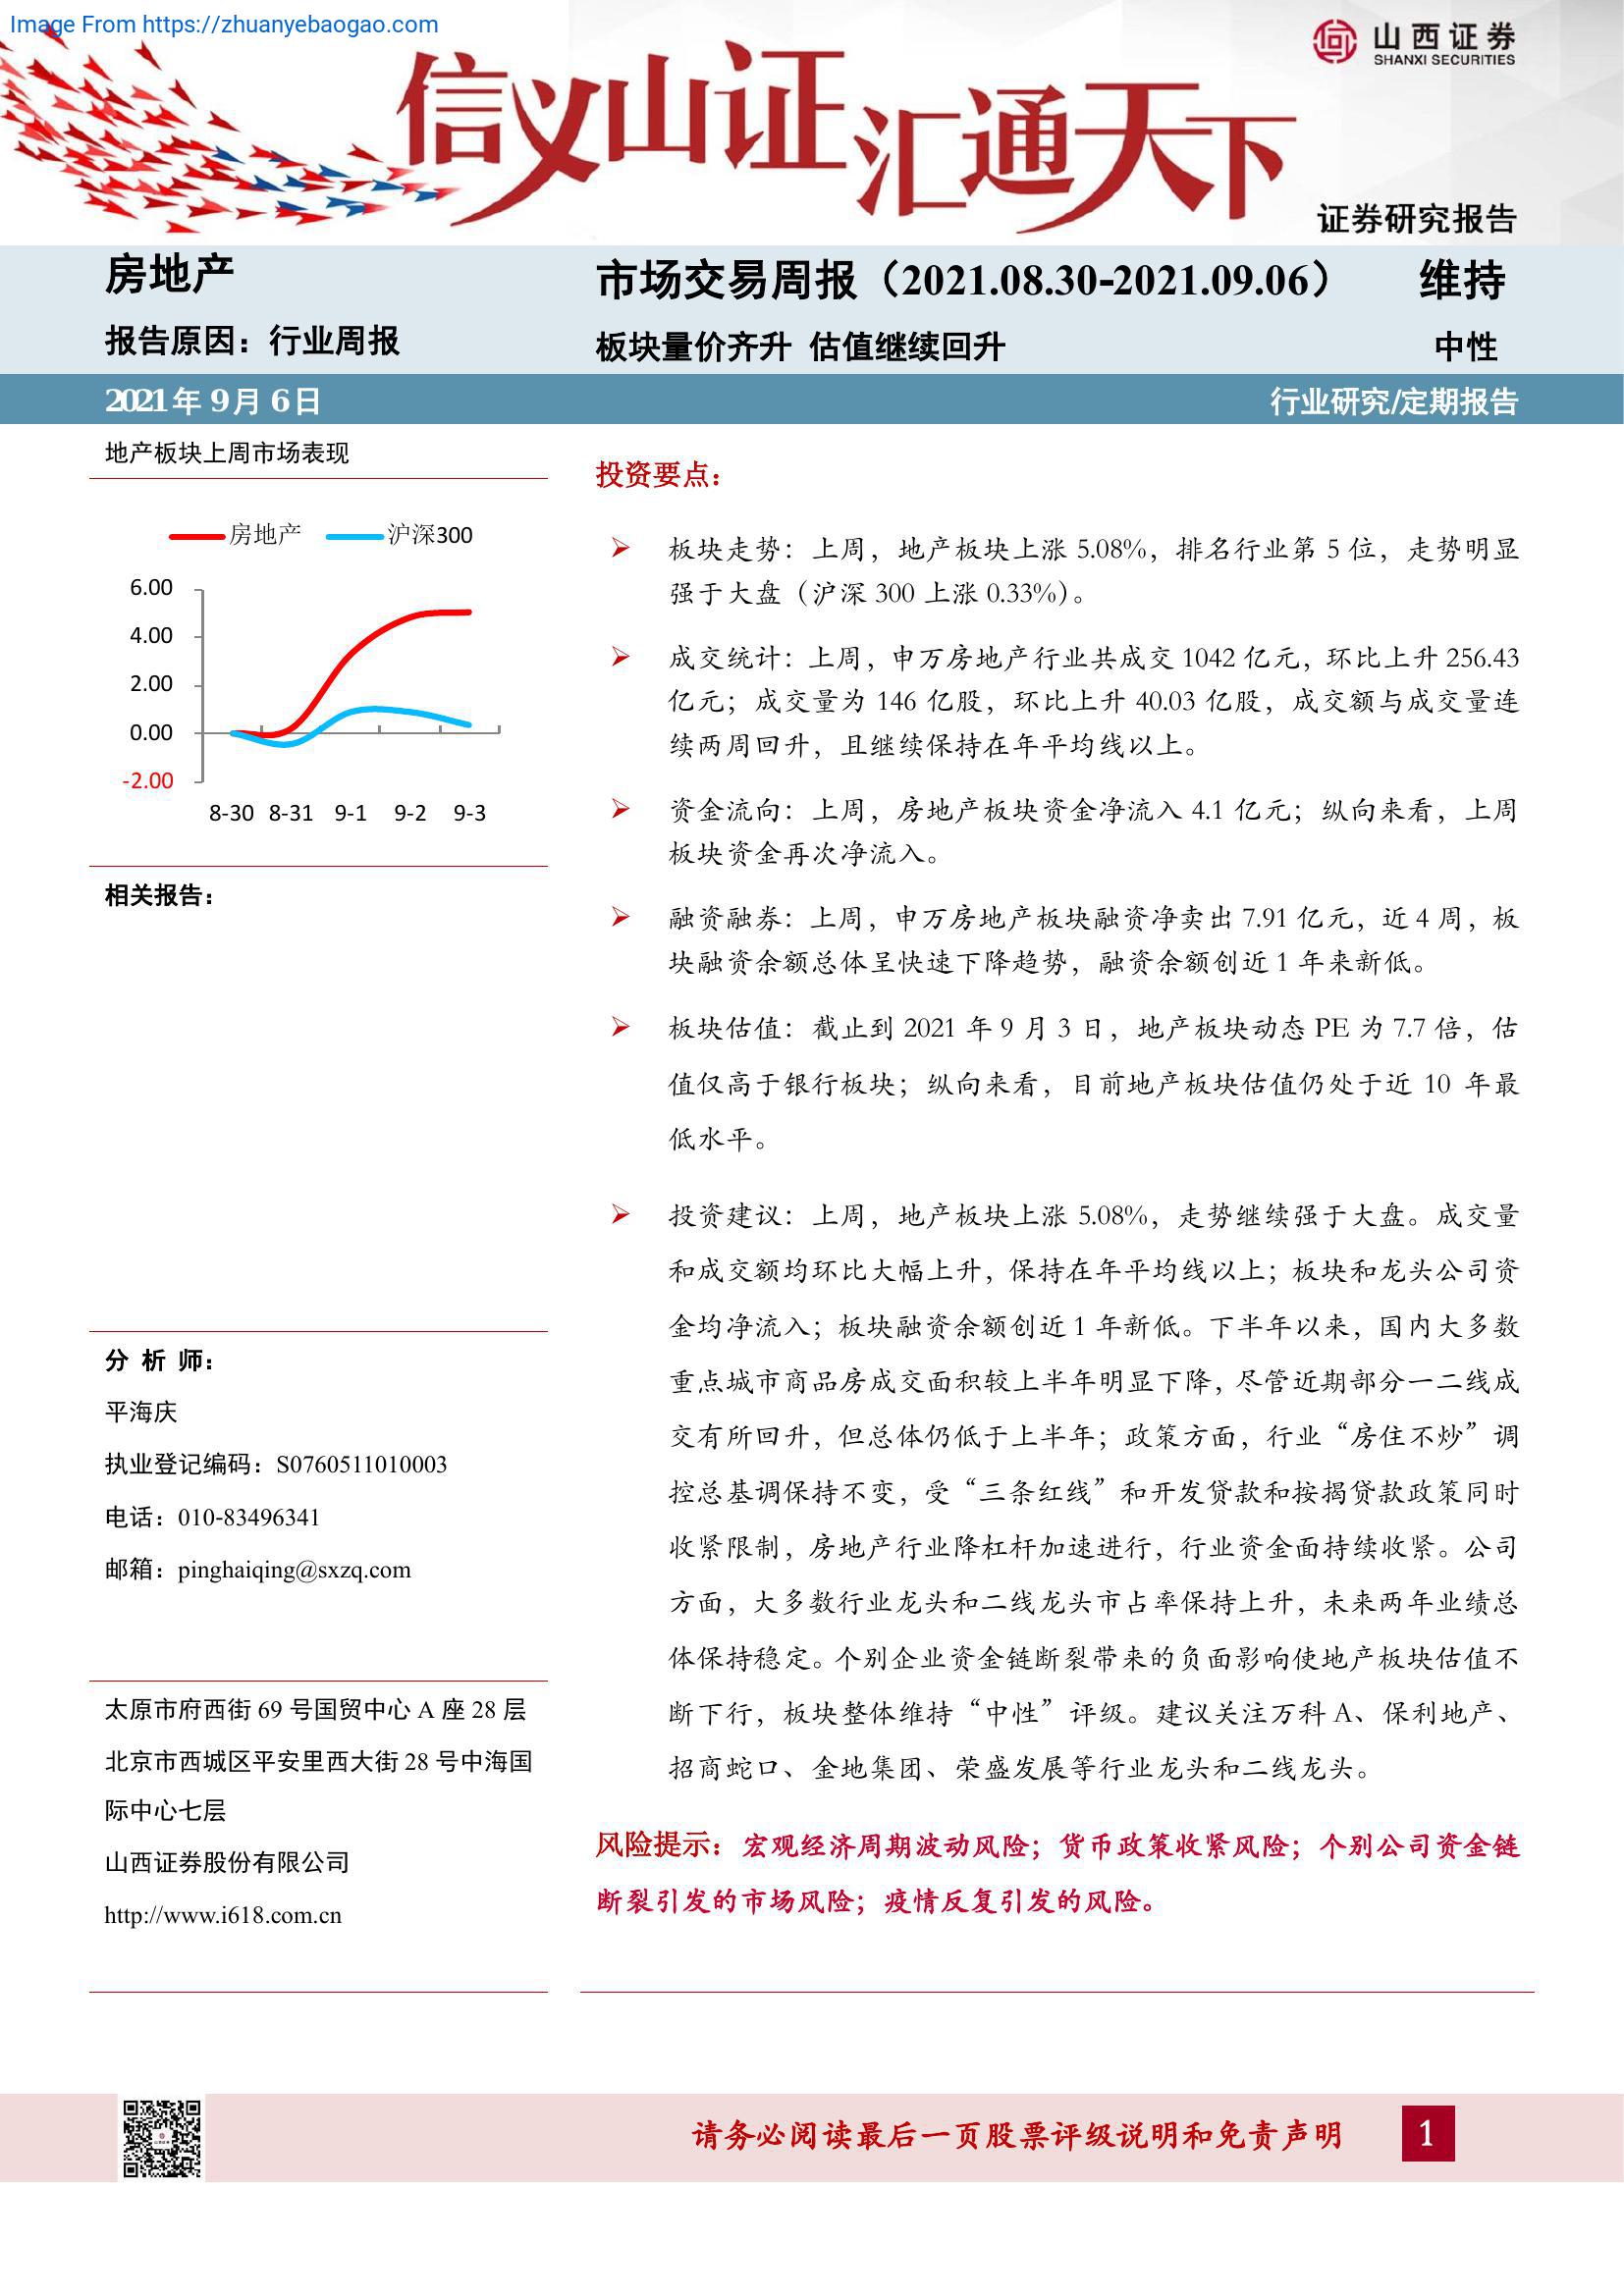 Image From https://zhuanyebaogao.com
信义山证汇通天下
山西证券
SHANXI SECURITIES
证券研究报告
房地产
报告原因：行业周报
市场交易周报（2021.08.30-2021.09.06）
维持
板块量价齐升 估值继续回升
中性
2021年9月6日
行业研究/定期报告
地产板块上周市场表现
房地产 沪深300
6.00
4.00
2.00
0.00
-2.00
8-30 8-31 9-1 9-2 9-3
相关报告：
分 析 师：
平海庆
执业登记编码：S0760511010003
电话：010-83496341
邮箱：pinghaiqing@sxzq.com
太原市府西街 69 号国贸中心 A 座 28 层
北京市西城区平安里西大街 28 号中海国
际中心七层
山西证券股份有限公司
http://www.i618.com.cn
投资要点：
板块走势：上周，地产板块上涨 5.08%，排名行业第 5 位，走势明显
强于大盘（沪深 300 上涨 0.33%）。
成交统计：上周，申万房地产行业共成交 1042 亿元，环比上升 256.43
亿元；成交量为 146 亿股，环比上升 40.03 亿股，成交额与成交量连
续两周回升，且继续保持在年平均线以上。
资金流向：上周，房地产板块资金净流入 4.1 亿元；纵向来看，上周
板块资金再次净流入。
融资融券：上周，申万房地产板块融资净卖出 7.91 亿元，近 4 周，板
块融资余额总体呈快速下降趋势，融资余额创近 1 年来新低。
板块估值：截止到 2021 年 9 月 3 日，地产板块动态 PE 为 7.7 倍，估
值仅高于银行板块；纵向来看，目前地产板块估值仍处于近 10 年最
低水平。
投资建议：上周，地产板块上涨 5.08%，走势继续强于大盘。成交量
和成交额均环比大幅上升，保持在年平均线以上；板块和龙头公司资
金均净流入；板块融资余额创近 1 年新低。下半年以来，国内大多数
重点城市商品房成交面积较上半年明显下降，尽管近期部分一二线成
交有所回升，但总体仍低于上半年；政策方面，行业“房住不炒”调
控总基调保持不变，受“三条红线”和开发贷款和按揭贷款政策同时
收紧限制，房地产行业降杠杆加速进行，行业资金面持续收紧。公司
方面，大多数行业龙头和二线龙头市占率保持上升，未来两年业绩总
体保持稳定。个别企业资金链断裂带来的负面影响使地产板块估值不
断下行，板块整体维持“中性”评级。建议关注万科 A、保利地产、
招商蛇口、金地集团、荣盛发展等行业龙头和二线龙头。
风险提示：宏观经济周期波动风险；货币政策收紧风险；个别公司资金链
断裂引发的市场风险；疫情反复引发的风险。
请务必阅读最后一页股票评级说明和免责声明
1